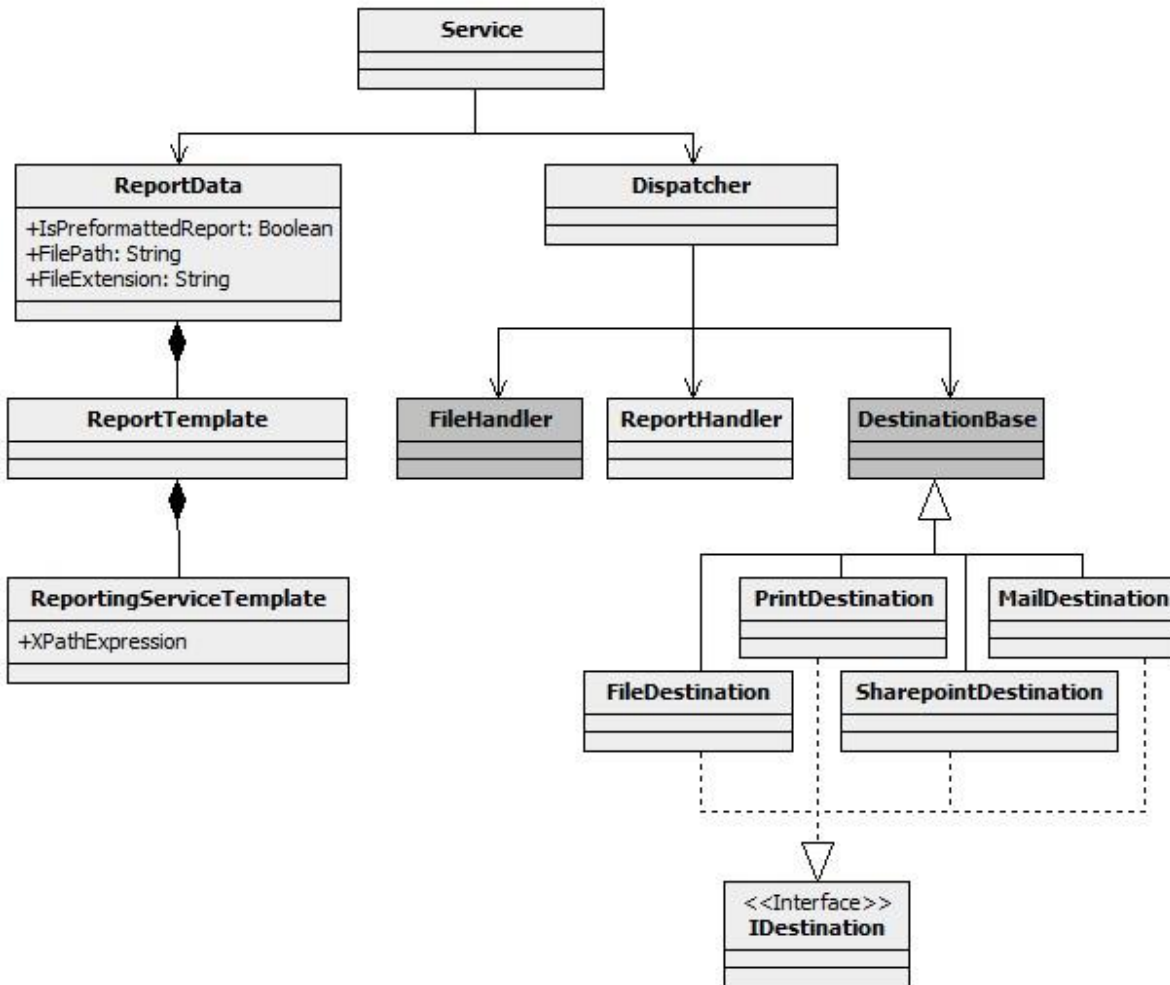 Service
ReportData
+IsPreformattedReport: Boolean
+FilePath: String
+FileExtension: String
Dispatcher
ReportTemplate
FileHandler
ReportHandler
DestinationBase
ReportingServiceTemplate
+XPathExpression
PrintDestination
MailDestination
FileDestination
SharepointDestination
<<Interface>>
IDestination